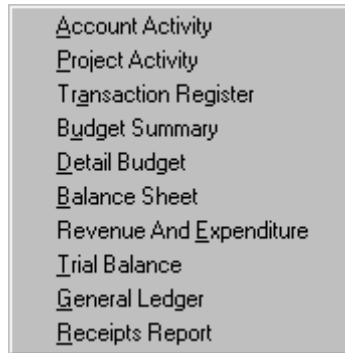 Account Activity
Project Activity
Transaction Register
Budget Summary
Detail Budget
Balance Sheet
Revenue And Expenditure
Trial Balance
General Ledger
Receipts Report